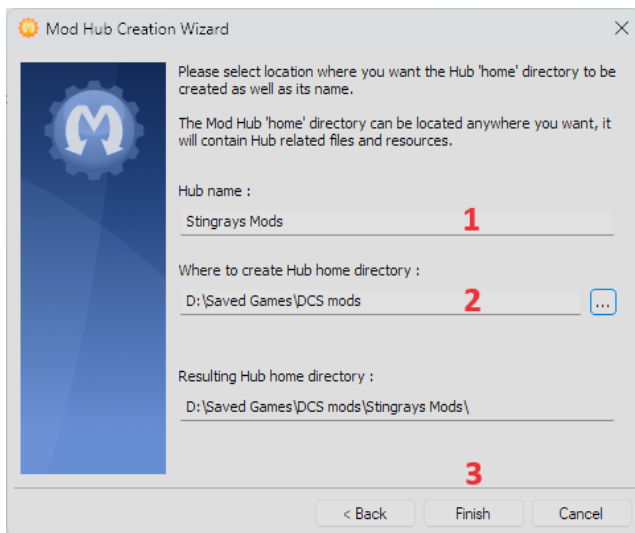 Mod Hub Creation Wizard
Please select location where you want the Hub 'home' directory to be
created as well as its name.
The Mod Hub 'home' directory can be located anywhere you want, it
will contain Hub related files and resources.
Hub name :
Stingrays Mods 1
Where to create Hub home directory :
D:\Saved Games\DCS mods 2 ...
Resulting Hub home directory :
D:\Saved Games\DCS mods\Stingrays Mods\
3
< Back Finish Cancel